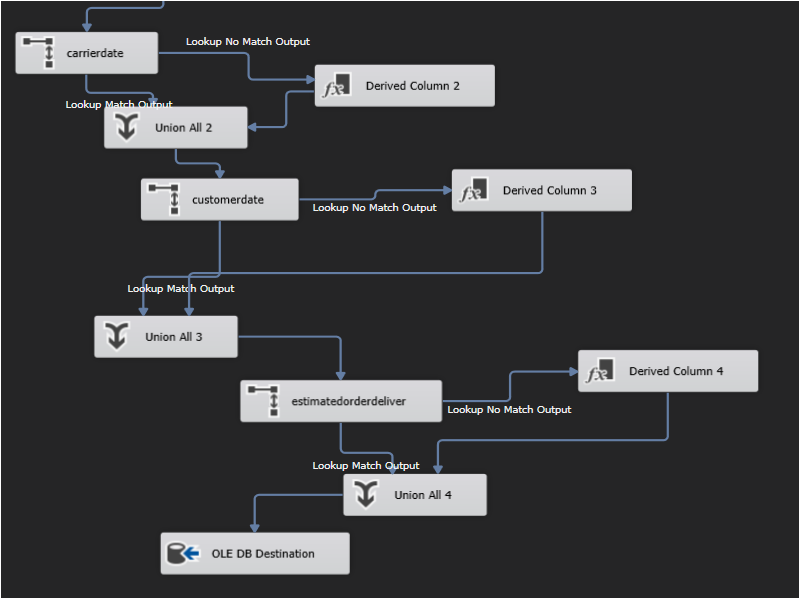 Lookup No Match Output
carrierdate
Derived Column 2
Lookup Match Output
Union All 2
customerdate
Derived Column 3
Lookup No Match Output
Lookup Match Output
Union All 3
Derived Column 4
estimatedorderdeliver
Lookup No Match Output
Lookup Match Output
Union All 4
OLE DB Destination